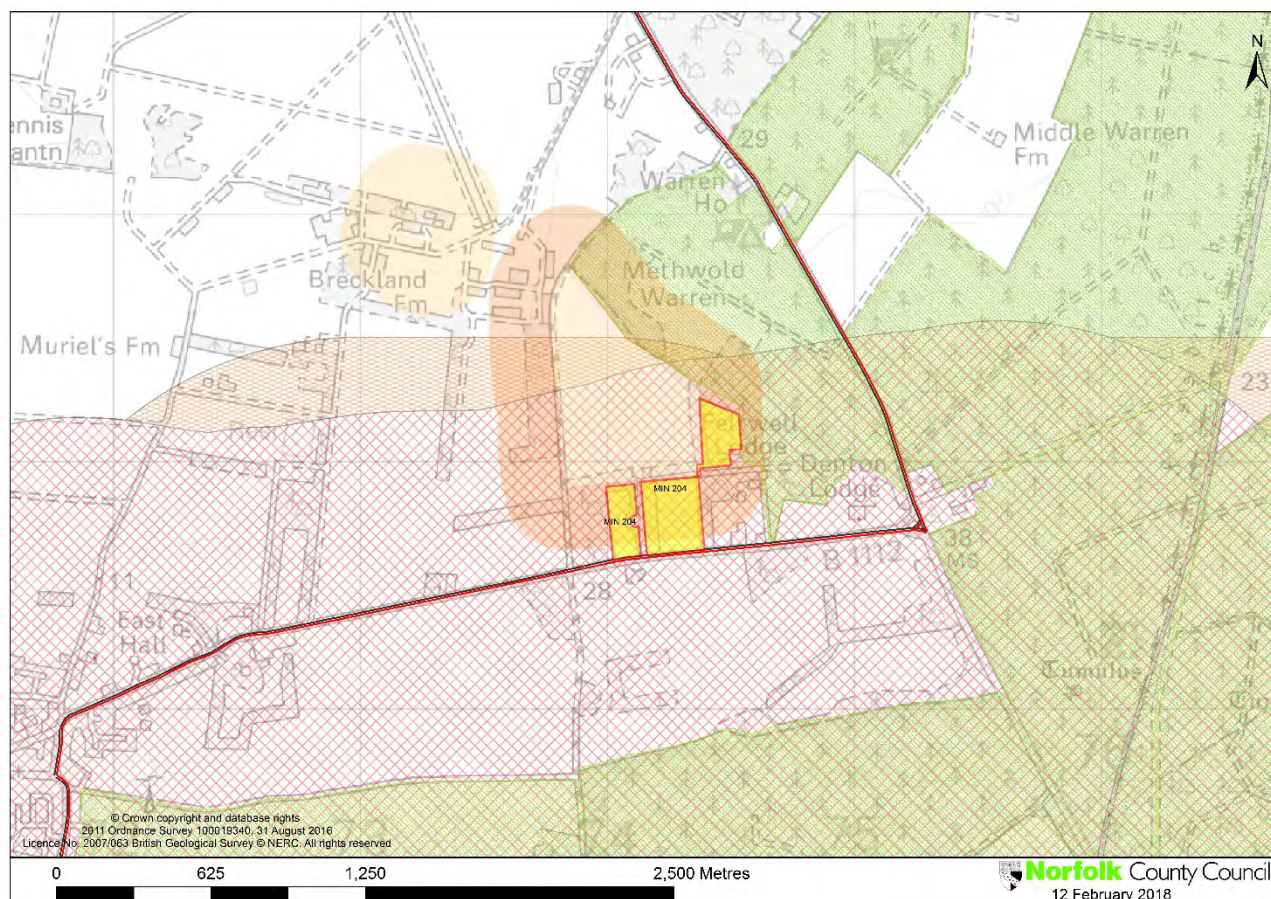 N
ennis
antn
29
Middle Warren
Fm
Warren
Ho
Methwold
Warren
Breckland
Fm
Muriel's Fm
23
Feltwell
Lodge
Denton
Lodge
MIN 204
MIN 204
B 1112
38
MS
28
11
East
Hall
Tumulus
© Crown copyright and database rights
2011 Ordnance Survey 100019340, 31 August 2016
Licence No. 2007/063 British Geological Survey © NERC. All rights reserved
0 625 1,250 2,500 Metres
Norfolk County Council
12 February 2018